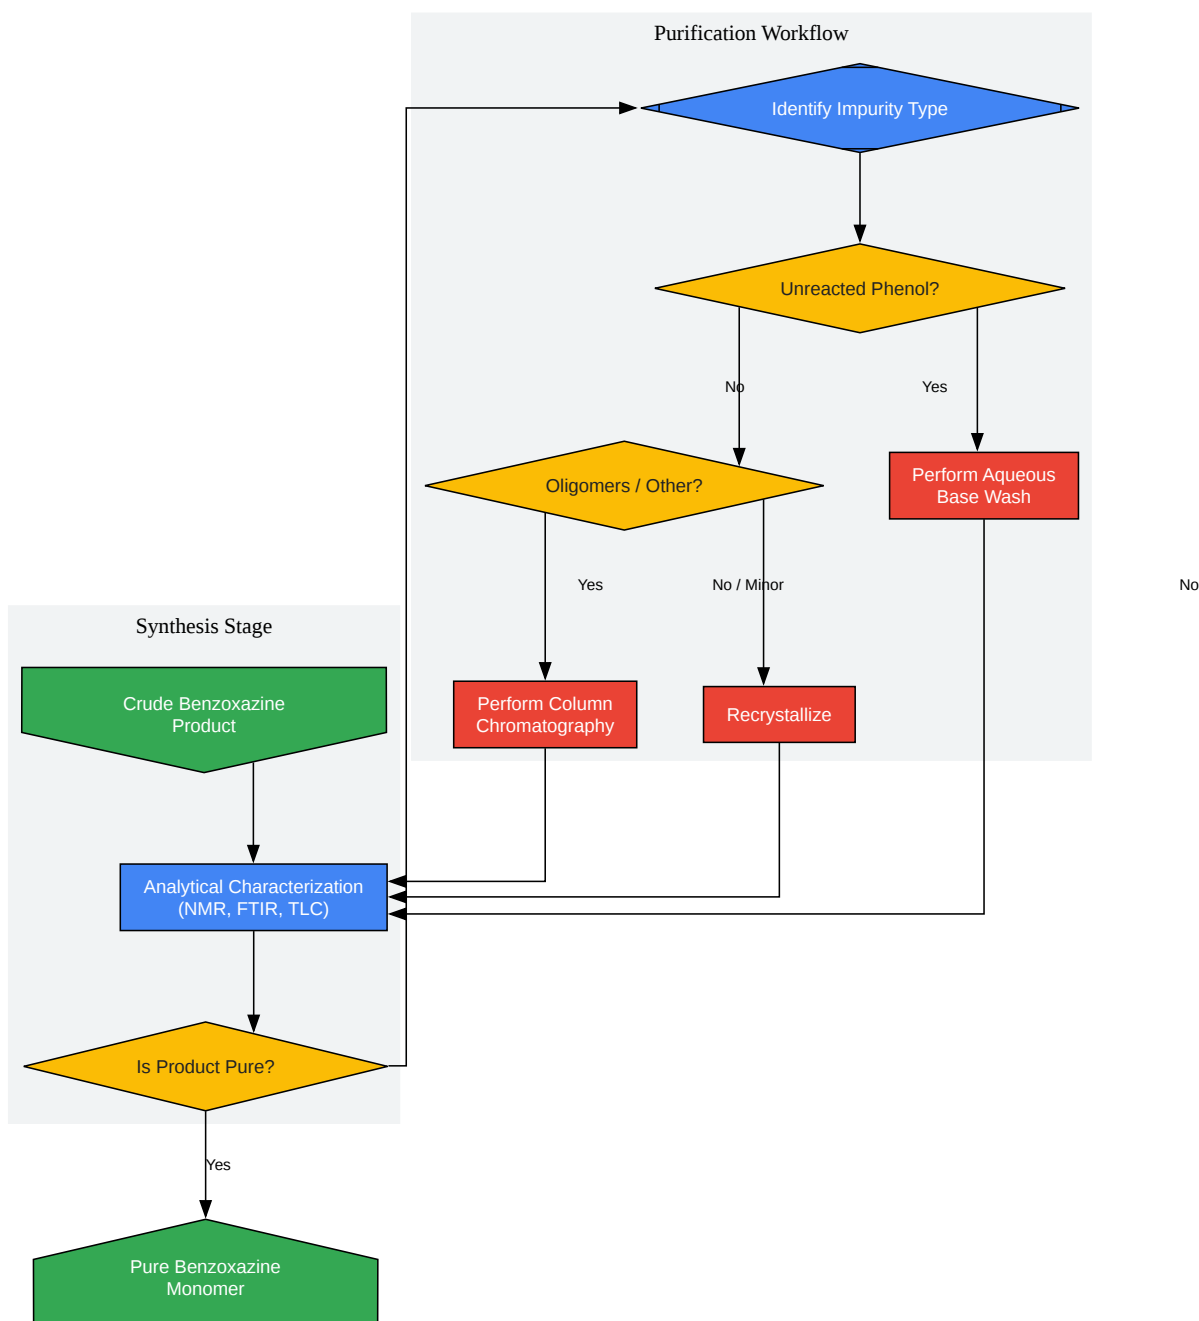 Purification Workflow
Identify Impurity Type
Unreacted Phenol?
No
Yes
Oligomers / Other?
Perform Aqueous
Base Wash
Yes
No / Minor
No
Synthesis Stage
Crude Benzoxazine
Product
Perform Column
Chromatography
Recrystallize
Analytical Characterization
(NMR, FTIR, TLC)
Is Product Pure?
Yes
Pure Benzoxazine
Monomer